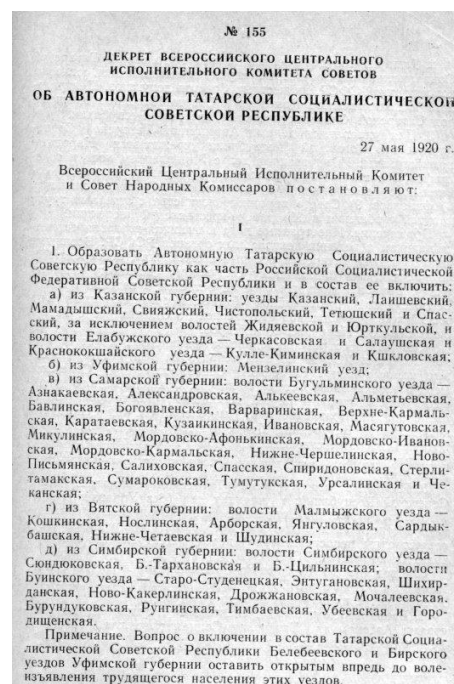 № 155
ДЕКРЕТ ВСЕРОССИЙСКОГО ЦЕНТРАЛЬНОГО
ИСПОЛНИТЕЛЬНОГО КОМИТЕТА СОВЕТОВ
ОБ АВТОНОМНОЙ ТАТАРСКОЙ СОЦИАЛИСТИЧЕСКОЙ
СОВЕТСКОЙ РЕСПУБЛИКЕ
27 мая 1920 г.
Всероссийский Центральный Исполнительный Комитет
и Совет Народных Комиссаров постановляют:
I
1. Образовать Автономную Татарскую Социалистическую
Советскую Республику как часть Российской Социалистической
Федеративной Советской Республики и в состав ее включить:
а) из Казанской губернии: уезды Казанский, Лаишевский,
Мамадышский, Свияжский, Чистопольский, Тетюшский и Спас-
ский, за исключением волостей Жидяевской и Юрткульской, и
волости Елабужского уезда — Черкасовская и Салаушская и
Краснококшайского уезда — Кулле-Киминская и Кшкловская;
б) из Уфимской губернии: Мензелинский уезд;
в) из Самарской губернии: волости Бугульминского уезда —
Азнакаевская, Александровская, Алькеевская, Альметьевская,
Бавлинская, Богоявленская, Варваринская, Верхне-Кармаль-
ская, Каратаевская, Кузайкинская, Ивановская, Масягутовская,
Микулинская, Мордовско-Афонькинская, Мордовско-Иванов-
ская, Мордовско-Кармальская, Нижне-Чершелинская, Ново-
Письмянская, Салиховская, Спасская, Спиридоновская, Стерли-
тамакская, Сумароковская, Тумутукская, Урсалинская и Че-
канская;
г) из Вятской губернии: волости Малмыжского уезда —
Кошкинская, Нослинская, Арборская, Янгуловская, Сардык-
башская, Нижне-Четаевская и Шудинская;
д) из Симбирской губернии: волости Симбирского уезда —
Сюндюковская, Б.-Тархановская и Б.-Цильнинская; волости
Буинского уезда — Старо-Студенецкая, Энтугановская, Шихир-
данская, Ново-Какерлинская, Дрожжановская, Мочалеевская.
Бурундуковская, Рунгинская, Тимбаевская, Убеевская и Горо-
дищенская.
Примечание. Вопрос о включении в состав Татарской Социа-
листической Советской Республики Белебеевского и Бирского
уездов Уфимской губернии оставить открытым впредь до воле-
изъявления трудящегося населения этих уездов.